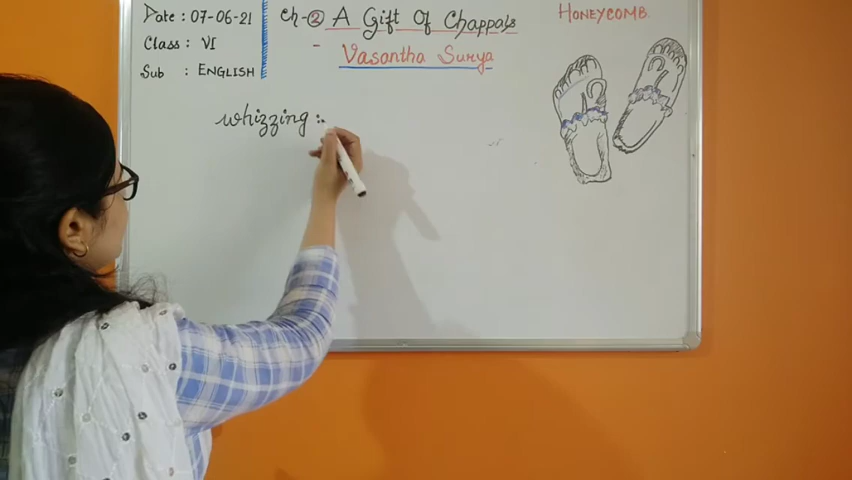 Date : 07-06-21
Class : VI
Sub : ENGLISH
Ch-2 A Gift Of Chappals
- Vasantha Surya
HONEYCOMB.
whizzing :-